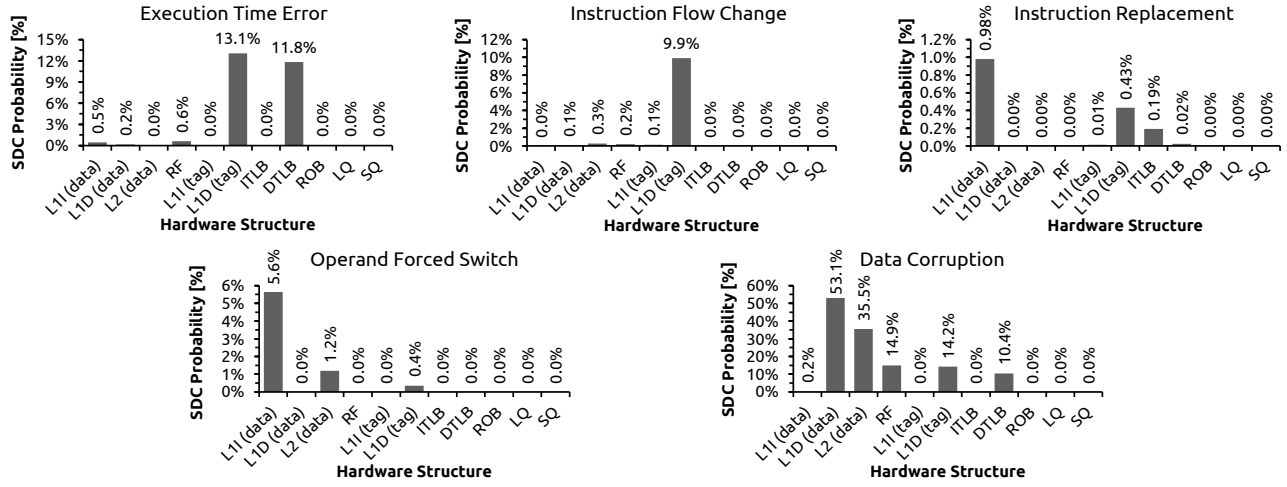 Execution Time Error
SDC Probability [%]
15%
12%
9%
6%
3%
0%
0.5%
0.2%
0.0%
0.6%
0.0%
13.1%
0.0%
11.8%
0.0%
0.0%
0.0%
L1I (data)
L1D (data)
L2 (data)
RF
L1I (tag)
L1D (tag)
ITLB
DTLB
ROB
LQ
SQ
Hardware Structure
Instruction Flow Change
SDC Probability [%]
12%
10%
8%
6%
4%
2%
0%
0.0%
0.1%
0.3%
0.2%
0.1%
9.9%
0.0%
0.0%
0.0%
0.0%
0.0%
L1I (data)
L1D (data)
L2 (data)
RF
L1I (tag)
L1D (tag)
ITLB
DTLB
ROB
LQ
SQ
Hardware Structure
Instruction Replacement
SDC Probability [%]
1.2%
1.0%
0.8%
0.6%
0.4%
0.2%
0.0%
0.98%
0.00%
0.00%
0.00%
0.01%
0.43%
0.19%
0.02%
0.00%
0.00%
0.00%
L1I (data)
L1D (data)
L2 (data)
RF
L1I (tag)
L1D (tag)
ITLB
DTLB
ROB
LQ
SQ
Hardware Structure
Operand Forced Switch
SDC Probability [%]
6%
5%
4%
3%
2%
1%
0%
5.6%
0.0%
1.2%
0.0%
0.0%
0.4%
0.0%
0.0%
0.0%
0.0%
0.0%
L1I (data)
L1D (data)
L2 (data)
RF
L1I (tag)
L1D (tag)
ITLB
DTLB
ROB
LQ
SQ
Hardware Structure
Data Corruption
SDC Probability [%]
60%
50%
40%
30%
20%
10%
0%
0.2%
53.1%
35.5%
14.9%
0.0%
14.2%
0.0%
10.4%
0.0%
0.0%
0.0%
L1I (data)
L1D (data)
L2 (data)
RF
L1I (tag)
L1D (tag)
ITLB
DTLB
ROB
LQ
SQ
Hardware Structure